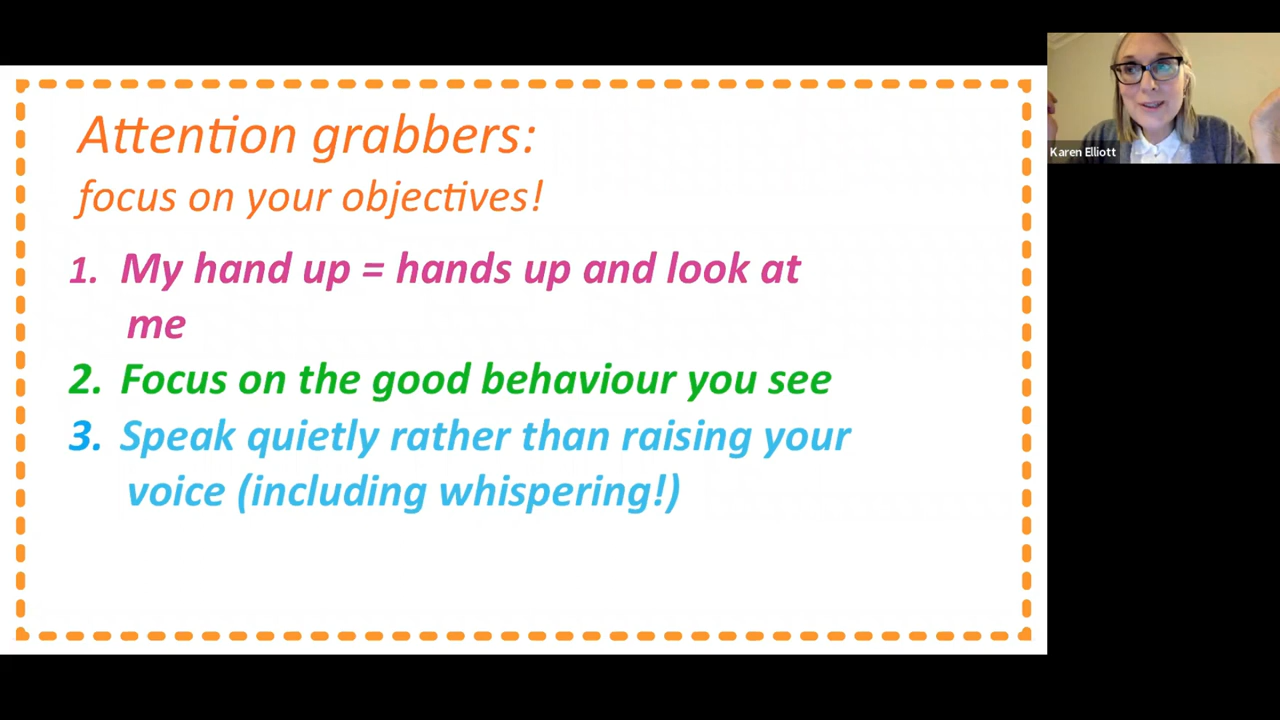 Attention grabbers:
focus on your objectives!
1. My hand up = hands up and look at
me
2. Focus on the good behaviour you see
3. Speak quietly rather than raising your
voice (including whispering!)
Karen Elliott